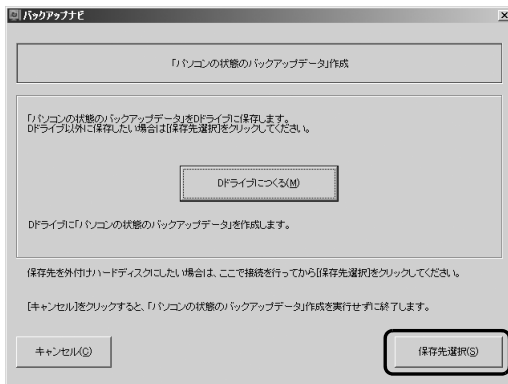 バックアップナビ
「パソコンの状態のバックアップデータ」作成
「パソコンの状態のバックアップデータ」をDドライブに保存します。
Dドライブ以外に保存したい場合は[保存先選択]をクリックしてください。
Dドライブにつくる(M)
Dドライブに「パソコンの状態のバックアップデータ」を作成します。
保存先を外付けハードディスクにしたい場合は、ここで接続を行ってから[保存先選択]をクリックしてください。
[キャンセル]をクリックすると、「パソコンの状態のバックアップデータ」作成を実行せずに終了します。
キャンセル(C)
保存先選択(S)